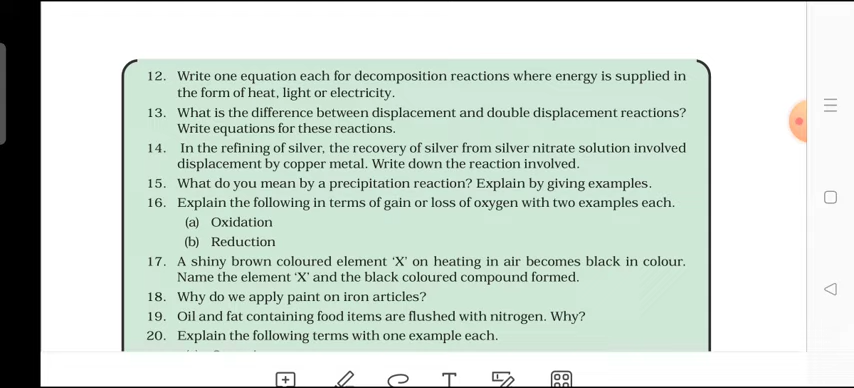 12. Write one equation each for decomposition reactions where energy is supplied in
the form of heat, light or electricity.
13. What is the difference between displacement and double displacement reactions?
Write equations for these reactions.
14. In the refining of silver, the recovery of silver from silver nitrate solution involved
displacement by copper metal. Write down the reaction involved.
15. What do you mean by a precipitation reaction? Explain by giving examples.
16. Explain the following in terms of gain or loss of oxygen with two examples each.
(a) Oxidation
(b) Reduction
17. A shiny brown coloured element ‘X’ on heating in air becomes black in colour.
Name the element ‘X’ and the black coloured compound formed.
18. Why do we apply paint on iron articles?
19. Oil and fat containing food items are flushed with nitrogen. Why?
20. Explain the following terms with one example each.